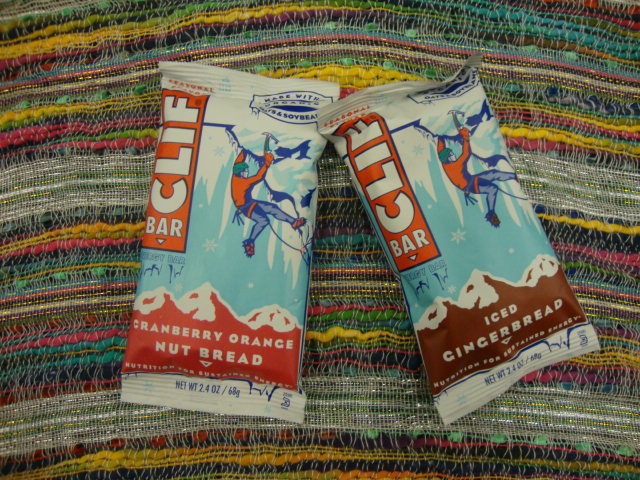 SEASONAL
MADE WITH
ORGANIC
& SOYBEANS
CLIF
BAR
ENERGY BAR
CRANBERRY ORANGE
NUT BREAD
NUTRITION FOR SUSTAINED ENERGY
NET WT 2.4 OZ / 68g
SEASONAL
CLIF
BAR
ENERGY BAR
ICED
GINGERBREAD
NUTRITION FOR SUSTAINED ENERGY
NET WT 2.4 OZ / 68g